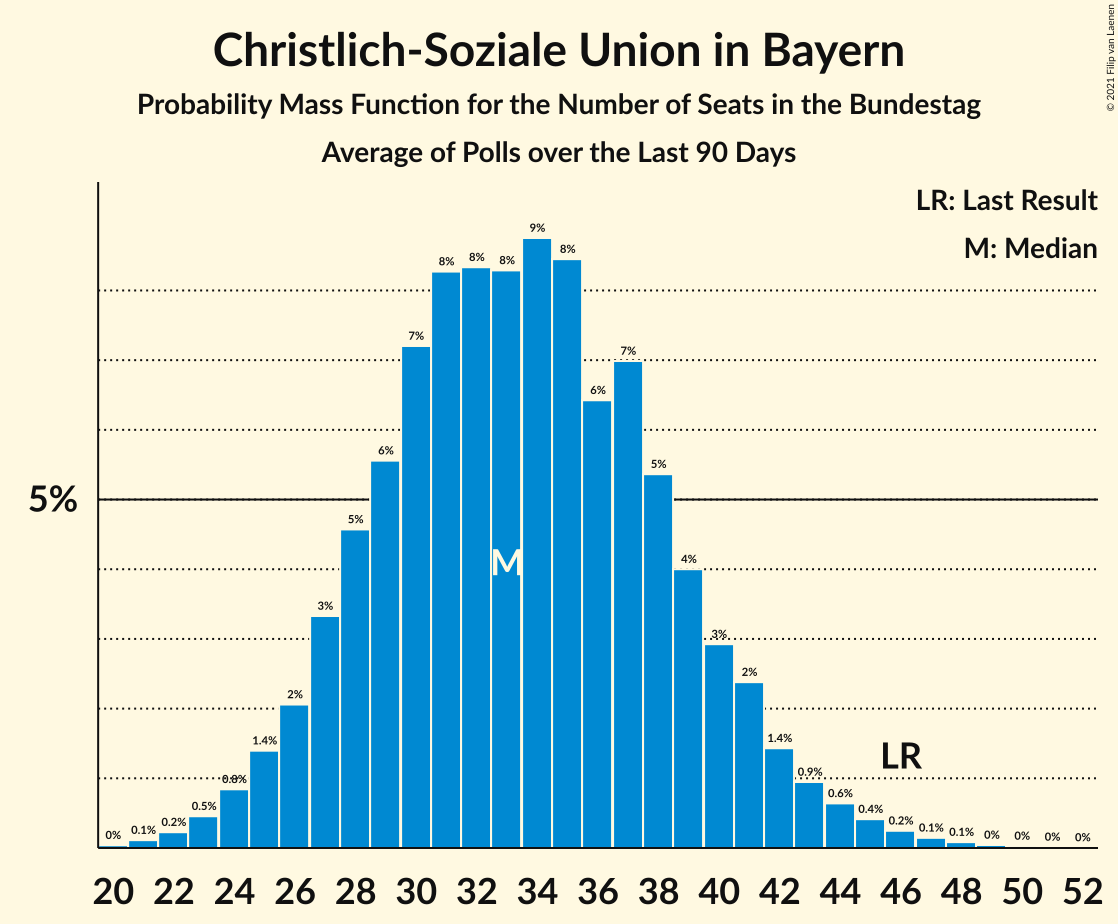 Christlich-Soziale Union in Bayern
Probability Mass Function for the Number of Seats in the Bundestag
Average of Polls over the Last 90 Days
© 2021 Filip van Laenen
LR: Last Result
M: Median
9%
8% 8% 8% 8%
7% 7%
6% 6%
5% 5%
5%
M
3% 4%
2% 3% 2%
1.4% 1.4% LR
0.8% 0.9%
0% 0.1% 0.2% 0.5% 0.6% 0.4% 0.2% 0.1% 0.1% 0% 0% 0% 0%
20 22 24 26 28 30 32 34 36 38 40 42 44 46 48 50 52